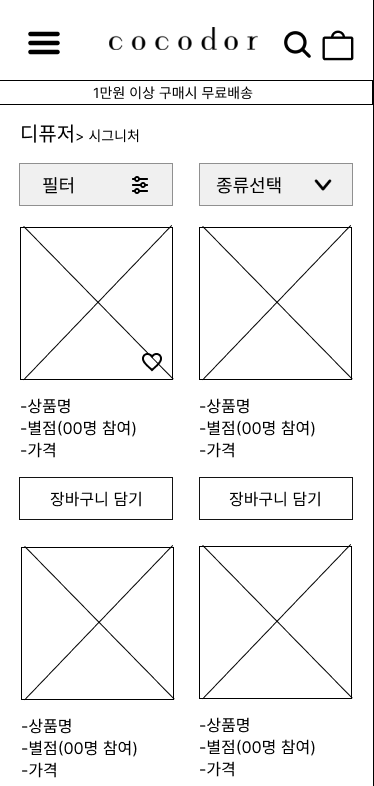 cocodor
1만원 이상 구매시 무료배송
디퓨저> 시그니처
필터
종류선택
-상품명
-별점(00명 참여)
-가격
-상품명
-별점(00명 참여)
-가격
장바구니 담기
장바구니 담기
-상품명
-별점(00명 참여)
-가격
-상품명
-별점(00명 참여)
-가격